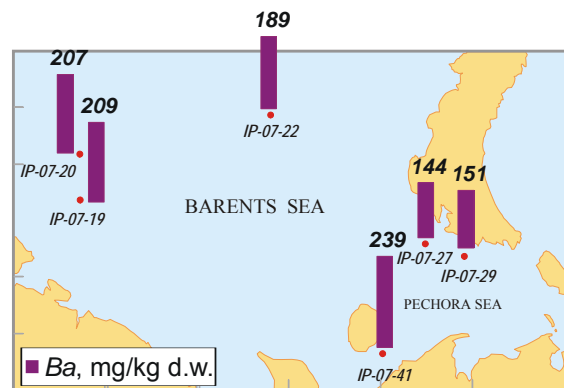 189
207
209
IP-07-22
IP-07-20
144
151
IP-07-19
BARENTS SEA
239
IP-07-27
IP-07-29
PECHORA SEA
Ba, mg/kg d.w.
IP-07-41